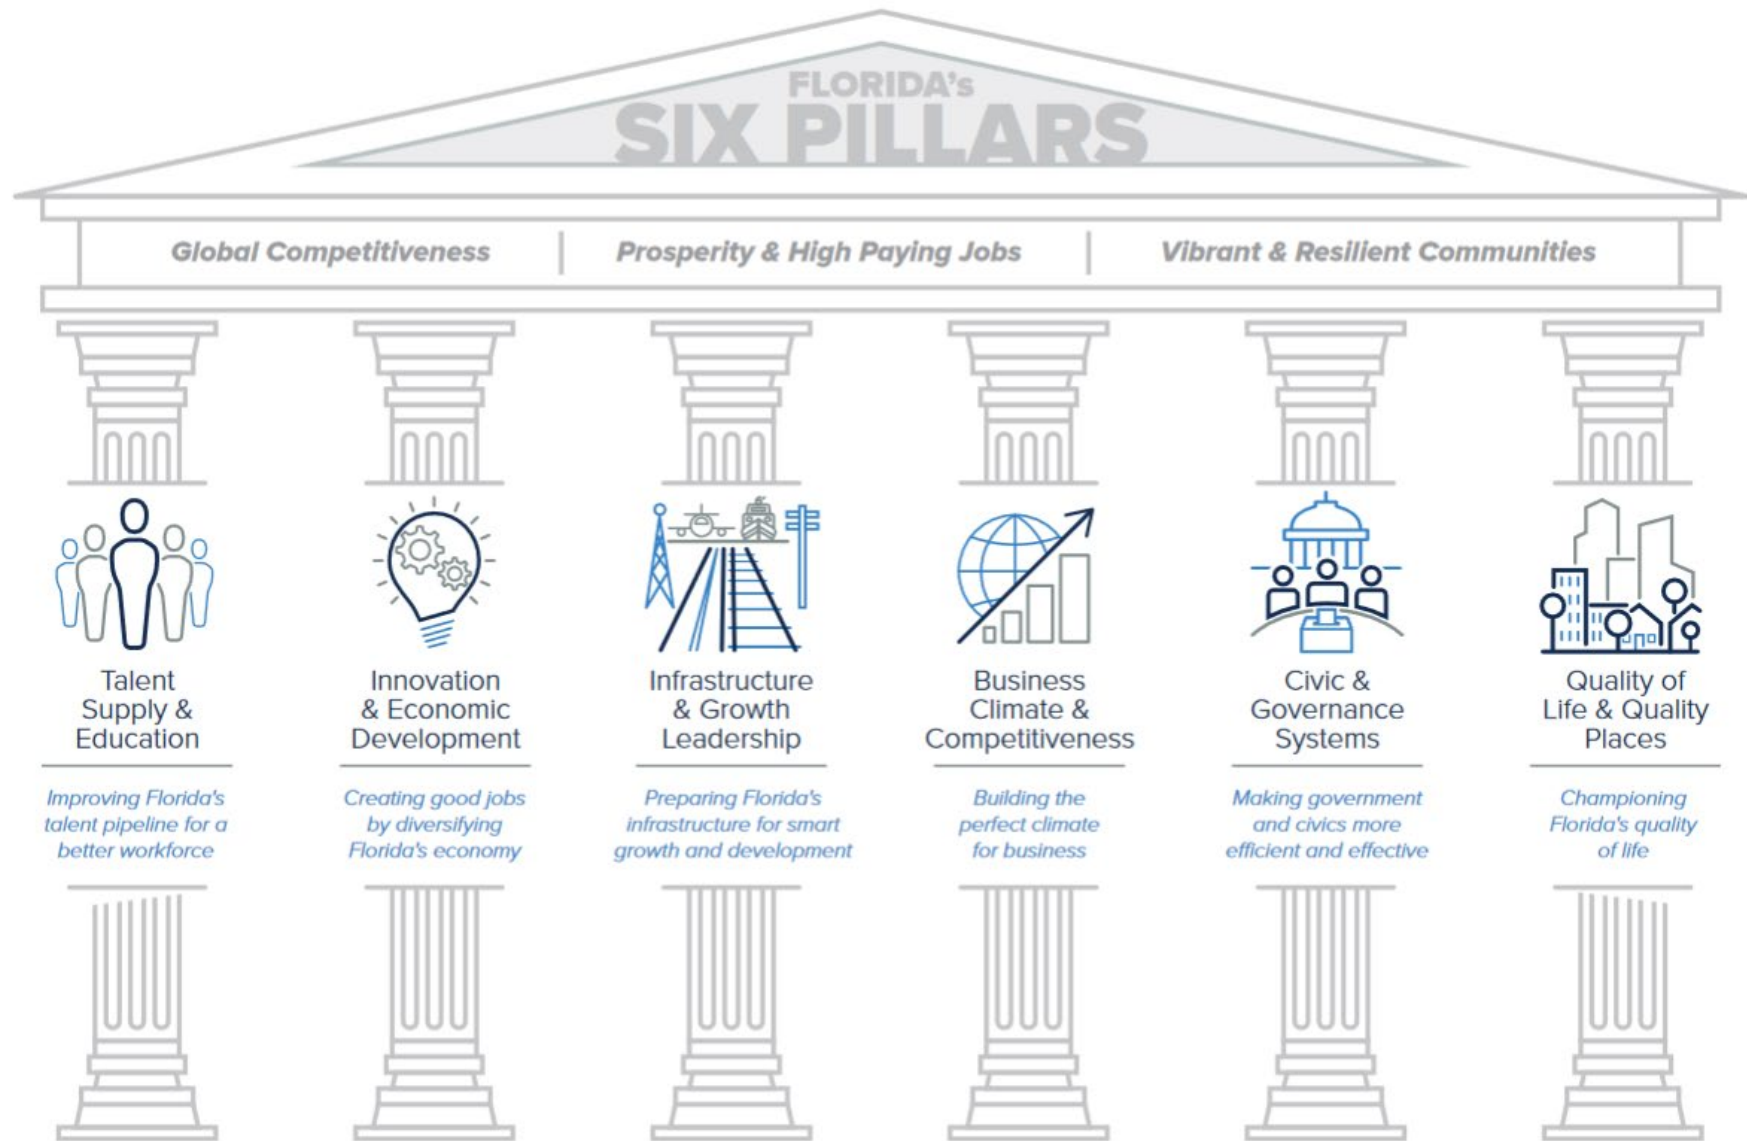 FLORIDA's
SIX PILLARS
Global Competitiveness | Prosperity & High Paying Jobs | Vibrant & Resilient Communities
Talent
Supply &
Education
Improving Florida's
talent pipeline for a
better workforce
Innovation
& Economic
Development
Creating good jobs
by diversifying
Florida's economy
Infrastructure
& Growth
Leadership
Preparing Florida's
infrastructure for smart
growth and development
Business
Climate &
Competitiveness
Building the
perfect climate
for business
Civic &
Governance
Systems
Making government
and civics more
efficient and effective
Quality of
Life & Quality
Places
Championing
Florida's quality
of life